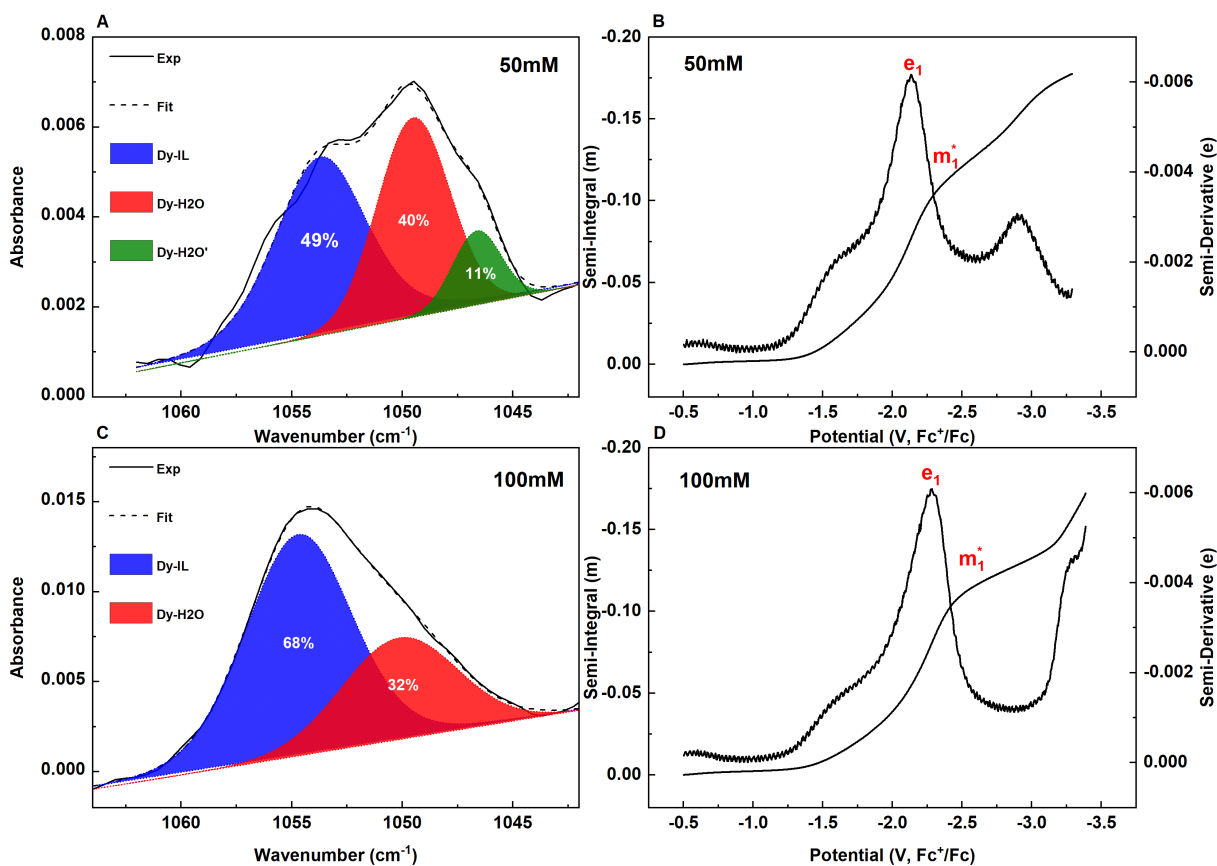 A
0.008
0.006
0.004
0.002
0.000
Absorbance
Exp
Fit
Dy-IL
Dy-H2O
Dy-H2O'
50mM
49%
40%
11%
1060
1055
1050
1045
Wavenumber (cm⁻¹)
B
-0.20
-0.15
-0.10
-0.05
0.00
Semi-Integral (m)
50mM
e₁
m₁*
-0.006
-0.004
-0.002
0.000
Semi-Derivative (e)
-0.5
-1.0
-1.5
-2.0
-2.5
-3.0
-3.5
Potential (V, Fc⁺/Fc)
C
0.015
0.010
0.005
0.000
Absorbance
Exp
Fit
Dy-IL
Dy-H2O
100mM
68%
32%
1060
1055
1050
1045
Wavenumber (cm⁻¹)
D
-0.20
-0.15
-0.10
-0.05
0.00
Semi-Integral (m)
100mM
e₁
m₁*
-0.006
-0.004
-0.002
0.000
Semi-Derivative (e)
-0.5
-1.0
-1.5
-2.0
-2.5
-3.0
-3.5
Potential (V, Fc⁺/Fc)